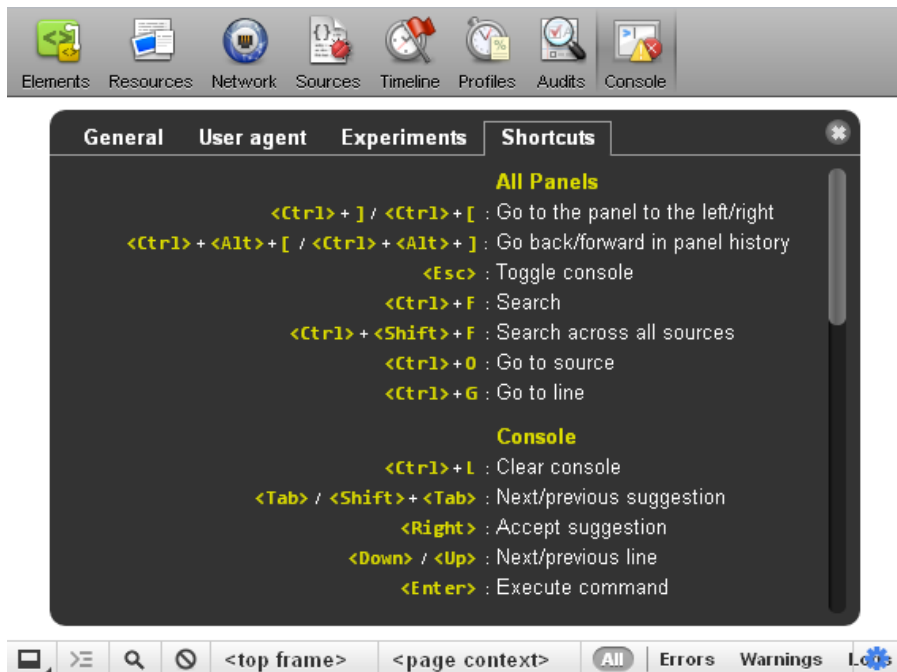 Elements Resources Network Sources Timeline Profiles Audits Console
General User agent Experiments Shortcuts
All Panels
<Ctrl> + ] / <Ctrl> + [ : Go to the panel to the left/right
<Ctrl> + <Alt> + [ / <Ctrl> + <Alt> + ] : Go back/forward in panel history
<Esc> : Toggle console
<Ctrl> + F : Search
<Ctrl> + <Shift> + F : Search across all sources
<Ctrl> + O : Go to source
<Ctrl> + G : Go to line
Console
<Ctrl> + L : Clear console
<Tab> / <Shift> + <Tab> : Next/previous suggestion
<Right> : Accept suggestion
<Down> / <Up> : Next/previous line
<Enter> : Execute command
<top frame> <page context> All Errors Warnings